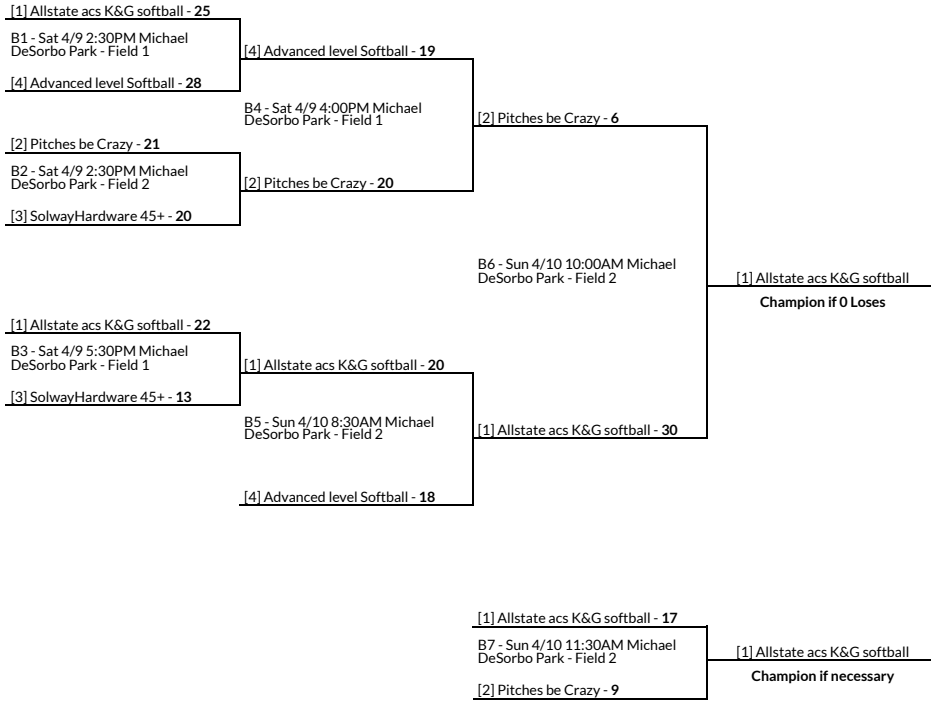 [1] Allstate acs K&G softball - 25
B1 - Sat 4/9 2:30PM Michael
DeSorbo Park - Field 1
[4] Advanced level Softball - 28
[4] Advanced level Softball - 19
B4 - Sat 4/9 4:00PM Michael
DeSorbo Park - Field 1
[2] Pitches be Crazy - 21
B2 - Sat 4/9 2:30PM Michael
DeSorbo Park - Field 2
[3] SolwayHardware 45+ - 20
[2] Pitches be Crazy - 20
[2] Pitches be Crazy - 6
B6 - Sun 4/10 10:00AM Michael
DeSorbo Park - Field 2
[1] Allstate acs K&G softball
Champion if 0 Loses
[1] Allstate acs K&G softball - 22
B3 - Sat 4/9 5:30PM Michael
DeSorbo Park - Field 1
[3] SolwayHardware 45+ - 13
[1] Allstate acs K&G softball - 20
B5 - Sun 4/10 8:30AM Michael
DeSorbo Park - Field 2
[4] Advanced level Softball - 18
[1] Allstate acs K&G softball - 30
[1] Allstate acs K&G softball - 17
B7 - Sun 4/10 11:30AM Michael
DeSorbo Park - Field 2
[2] Pitches be Crazy - 9
[1] Allstate acs K&G softball
Champion if necessary